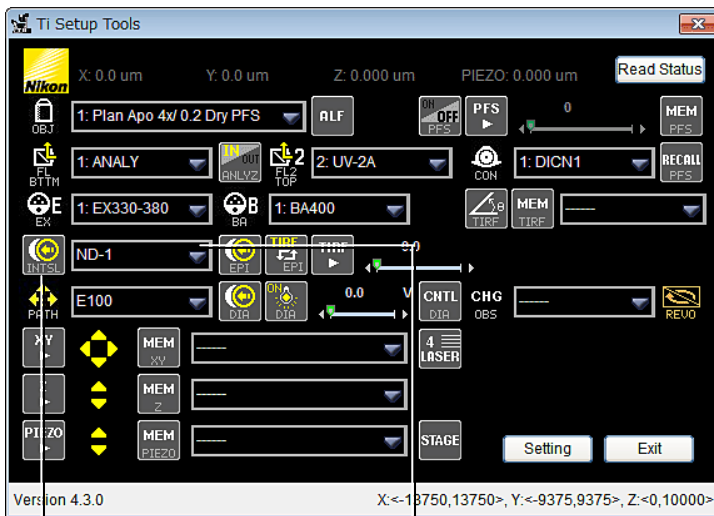 Ti Setup Tools
Nikon X: 0.0 um Y: 0.0 um Z: 0.000 um PIEZO: 0.000 um Read Status
OBJ 1: Plan Apo 4x/ 0.2 Dry PFS ALF ON OFF PFS PFS 0 MEM PFS
FL BTTM 1: ANALY IN OUT ANLYZ 2 FL2 TOP 2: UV-2A CON 1: DICN1 RECALL PFS
E EX 1: EX330-380 B BA 1: BA400 θ TIRF MEM TIRF ------
INTSL ND-1 EPI TIRF EPI TIRF 0.0
PATH E100 DIA ON DIA 0.0 V CNTL DIA CHG OBS ------ REVO
XY MEM XY ------ 4 LASER
MEM Z ------
PIEZO MEM PIEZO ------ STAGE Setting Exit
Version 4.3.0 X:<-13750,13750>, Y:<-9375,9375>, Z:<0,10000>